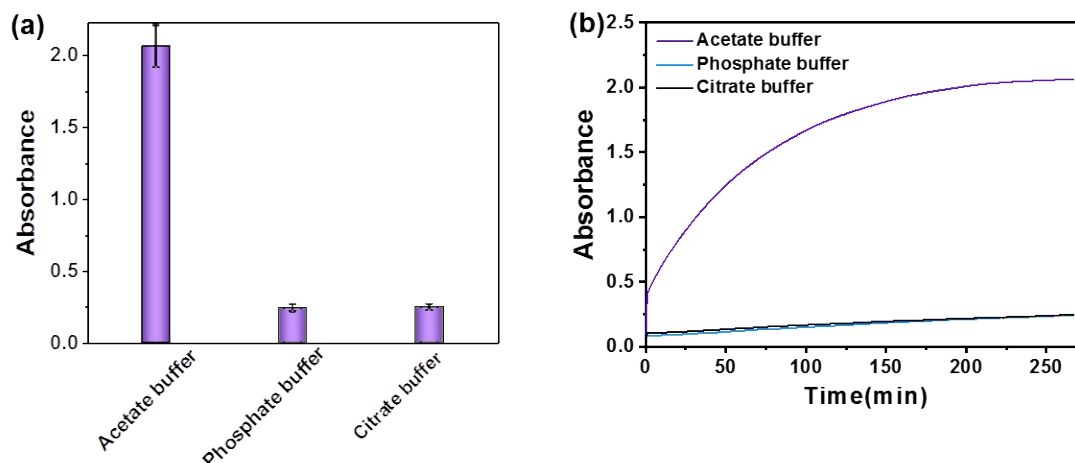 (a)
Absorbance
2.0
1.5
1.0
0.5
0.0
Acetate buffer
Phosphate buffer
Citrate buffer
(b)
Absorbance
2.5
2.0
1.5
1.0
0.5
0.0
Acetate buffer
Phosphate buffer
Citrate buffer
0 50 100 150 200 250
Time(min)